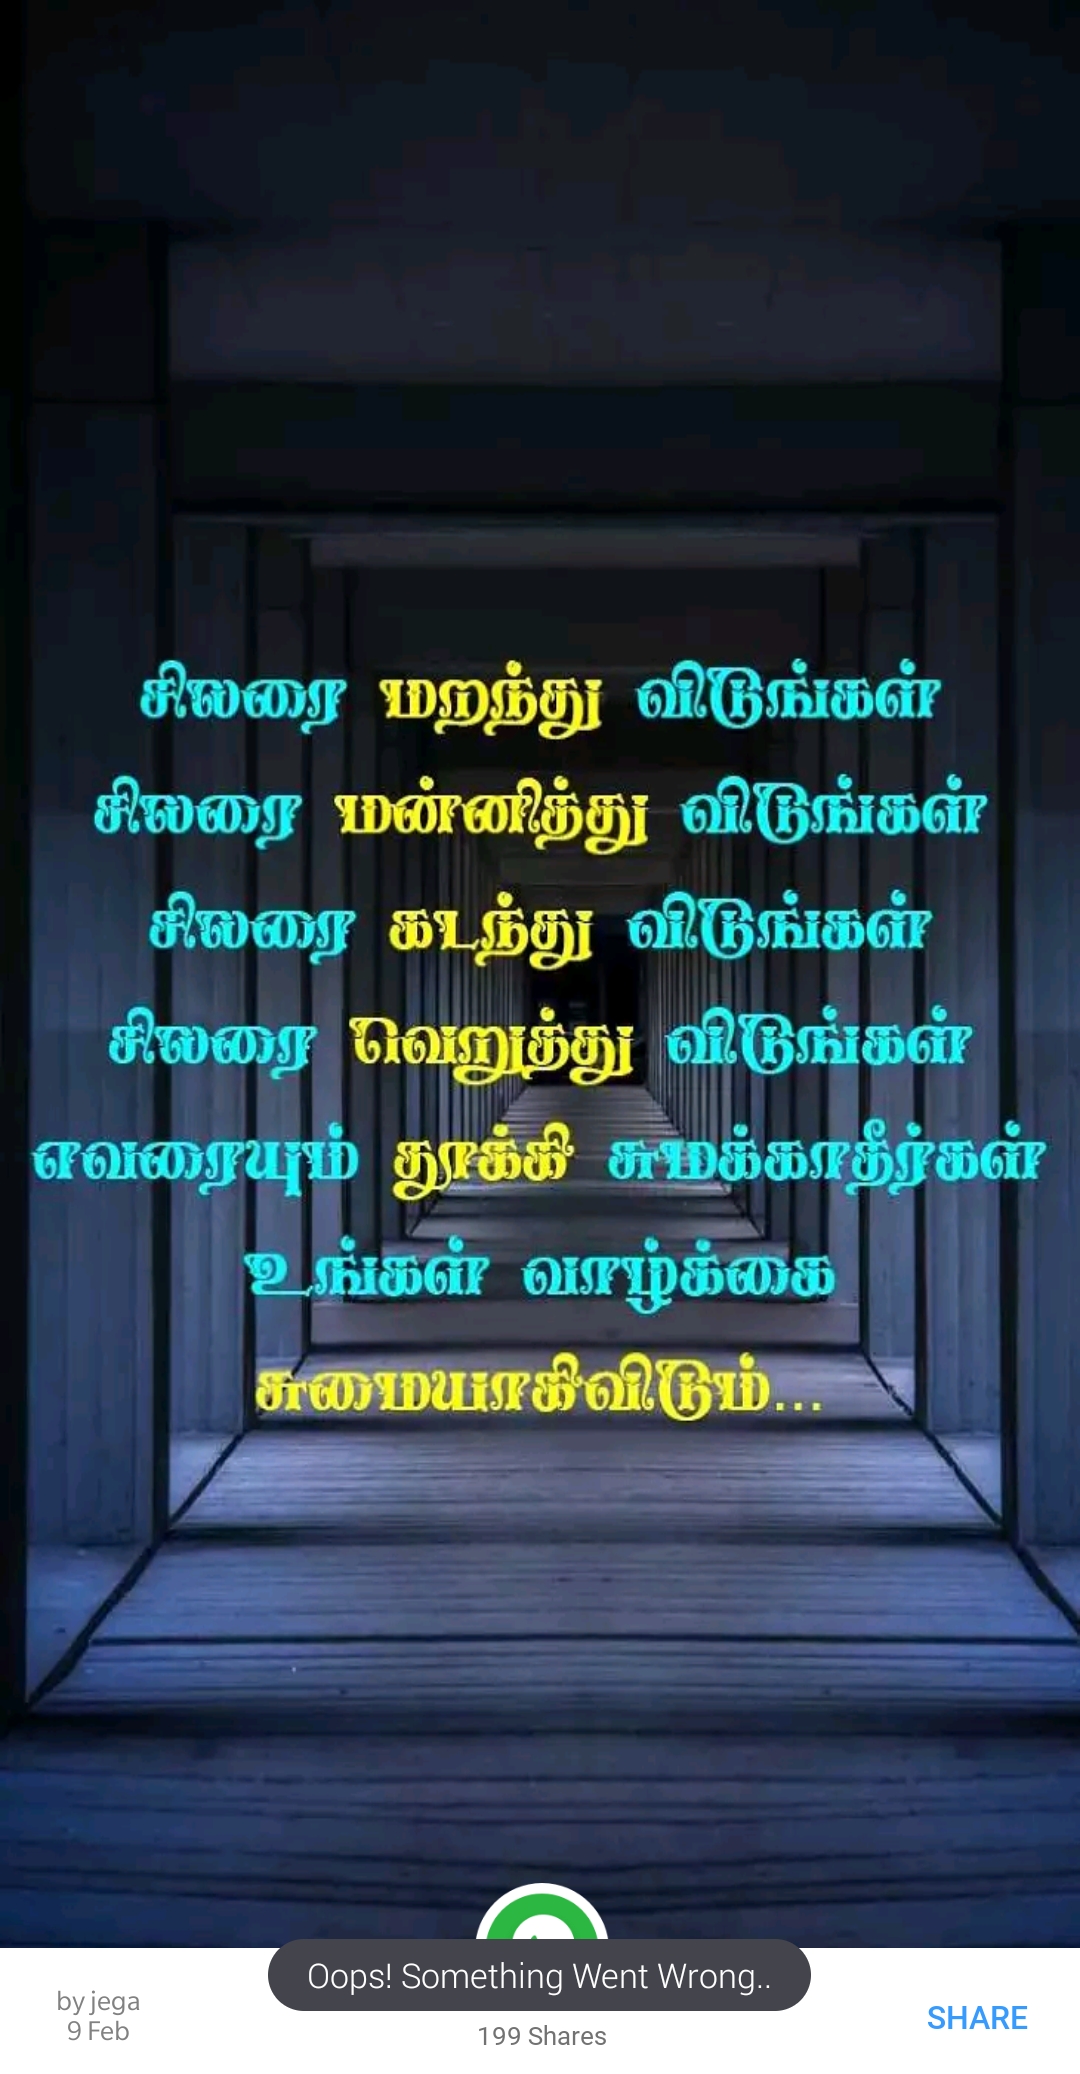 சிலரை மறந்து விடுங்கள்
சிலரை மன்னித்து விடுங்கள்
சிலரை கடந்து விடுங்கள்
சிலரை வெறுத்து விடுங்கள்
எவரையும் தூக்கி சுமக்காதீர்கள்
உங்கள் வாழ்க்கை
சுமையாகிவிடும்...
Oops! Something Went Wrong..
by jega
9 Feb
199 Shares
SHARE